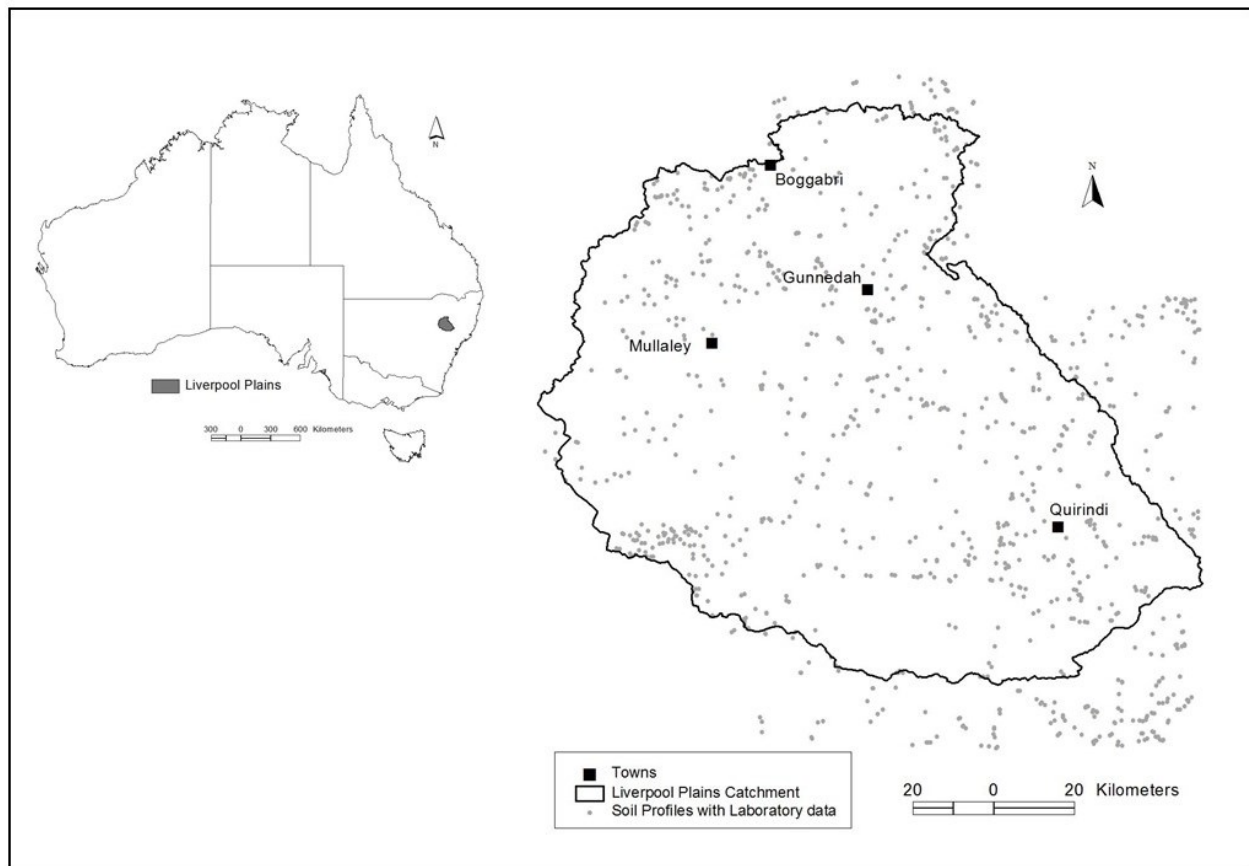 N
Liverpool Plains
300 0 300 600 Kilometers
N
Boggabri
Gunnedah
Mullaley
Quirindi
Towns
Liverpool Plains Catchment
Soil Profiles with Laboratory data
20 0 20 Kilometers